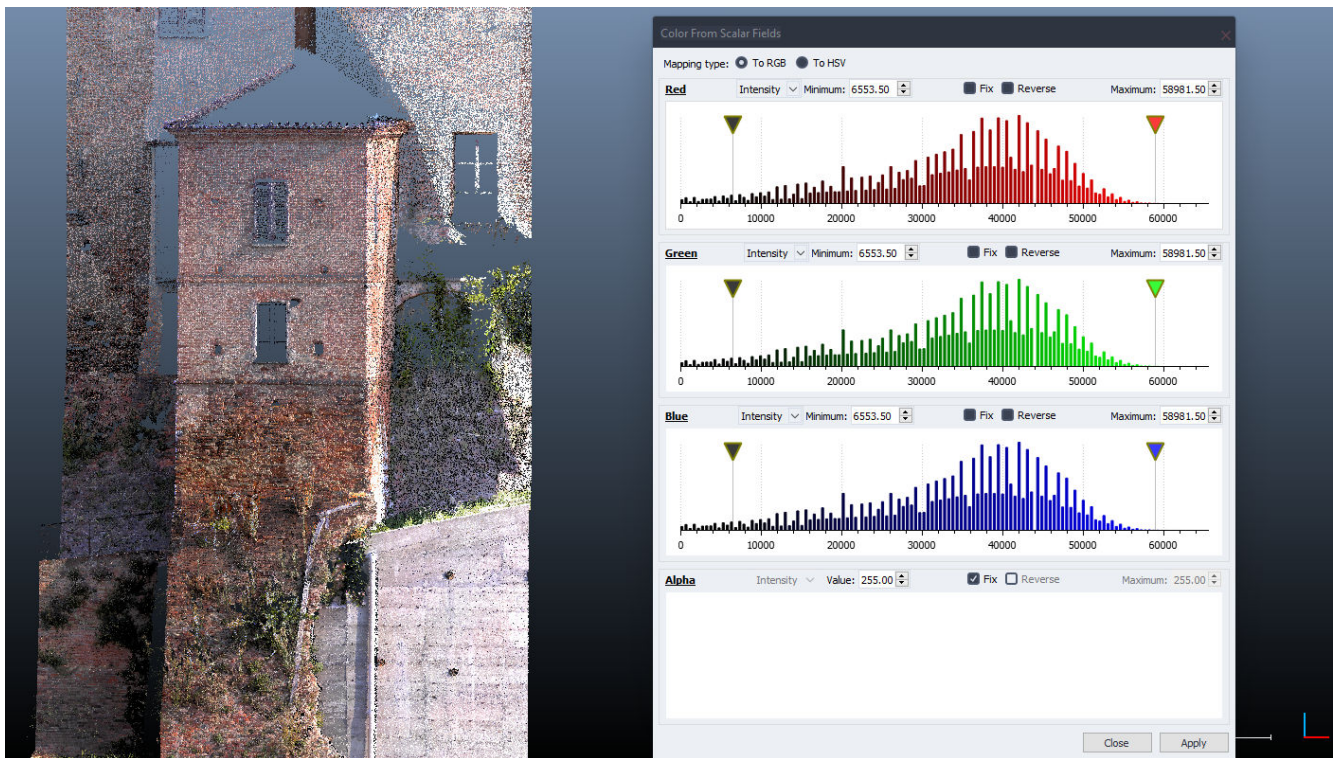 Color From Scalar Fields
Mapping type: To RGB To HSV
Red Intensity Minimum: 6553.50 Fix Reverse Maximum: 58981.50
0 10000 20000 30000 40000 50000 60000
Green Intensity Minimum: 6553.50 Fix Reverse Maximum: 58981.50
0 10000 20000 30000 40000 50000 60000
Blue Intensity Minimum: 6553.50 Fix Reverse Maximum: 58981.50
0 10000 20000 30000 40000 50000 60000
Alpha Intensity Value: 255.00 Fix Reverse Maximum: 255.00
Close Apply